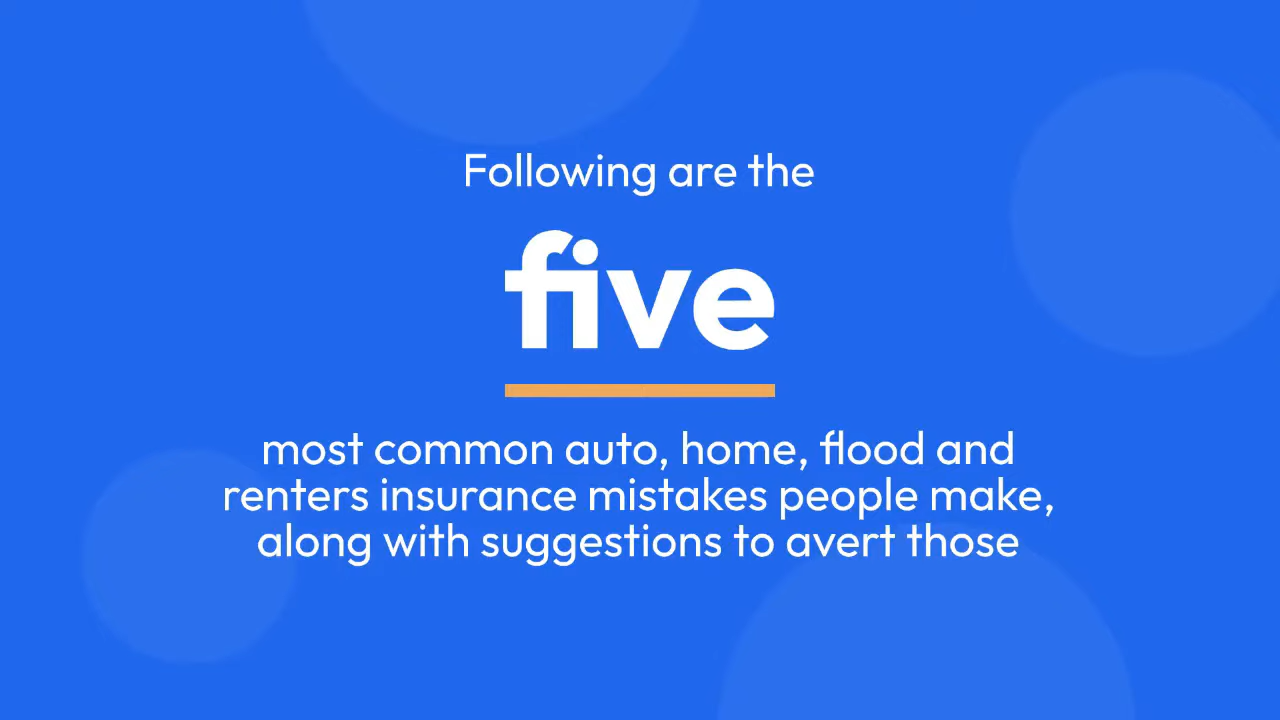 Following are the
five
most common auto, home, flood and
renters insurance mistakes people make,
along with suggestions to avert those